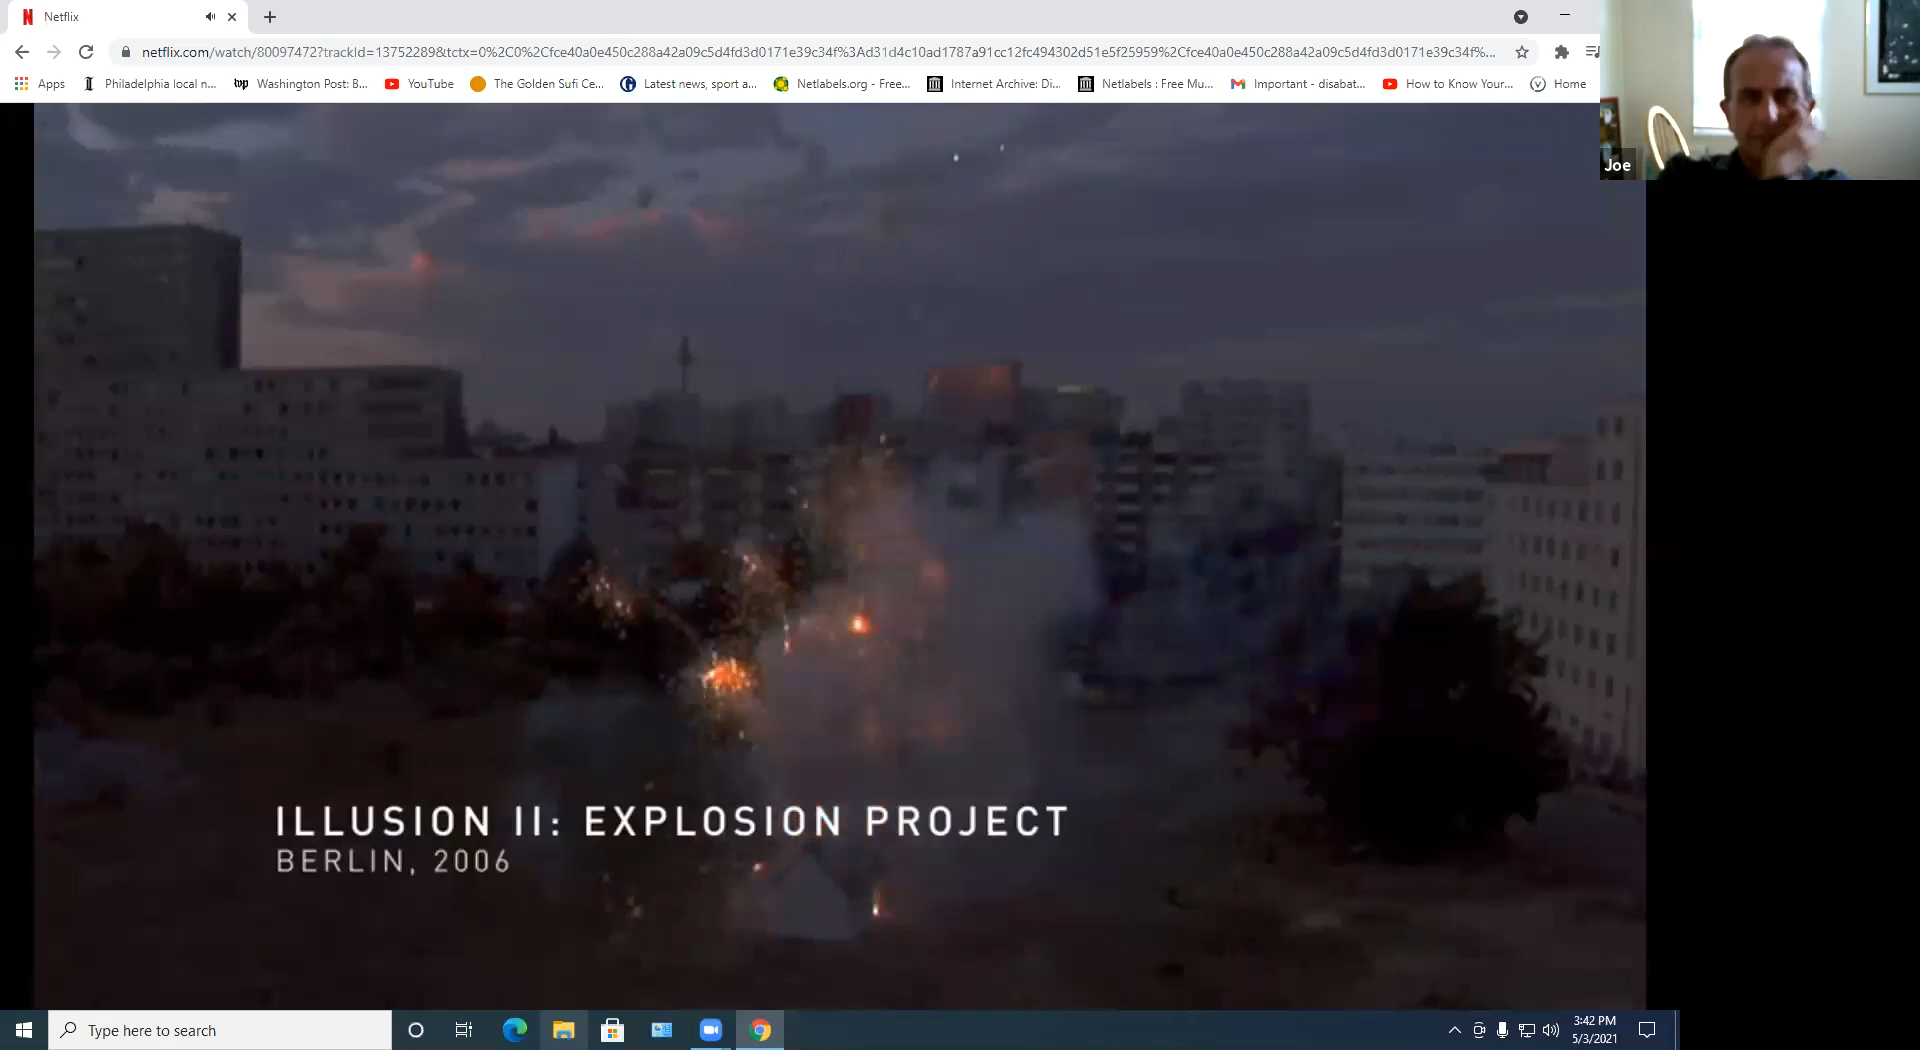 Netflix
netflix.com/watch/80097472?trackId=13752289&tctx=0%2C0%2Cfce40a0e450c288a42a09c5d4fd3d0171e39c34f%3Ad31d4c10ad1787a91cc12fc494302d51e5f25959%2Cfce40a0e450c288a42a09c5d4fd3d0171e39c34f%...
Apps Philadelphia local n... wp Washington Post: B... YouTube The Golden Sufi Ce... Latest news, sport a... Netlabels.org - Free... Internet Archive: Di... Netlabels : Free Mu... Important - disabat... How to Know Your... Home
Joe
ILLUSION II: EXPLOSION PROJECT
BERLIN, 2006
Type here to search
3:42 PM
5/3/2021